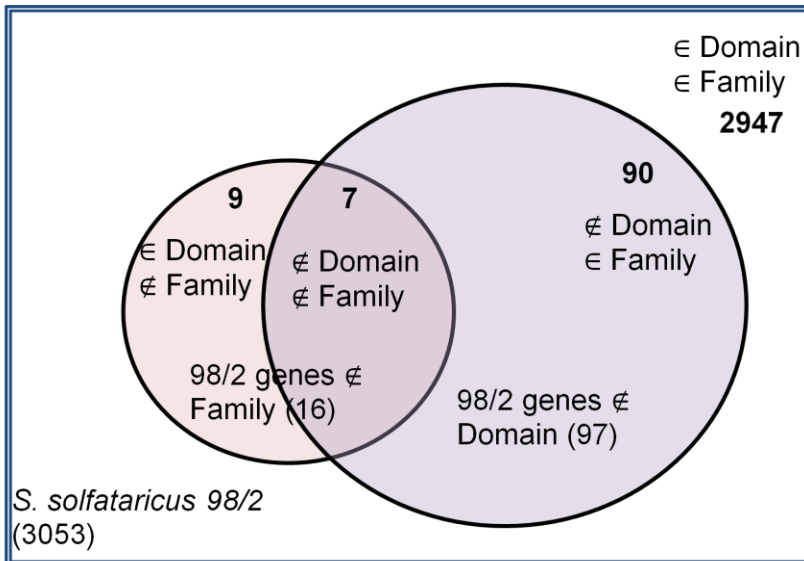 ∈ Domain
∈ Family
2947
9
7
90
∈ Domain
∉ Family
∉ Domain
∉ Family
∉ Domain
∈ Family
98/2 genes ∉
Family (16)
98/2 genes ∉
Domain (97)
S. solfataricus 98/2
(3053)